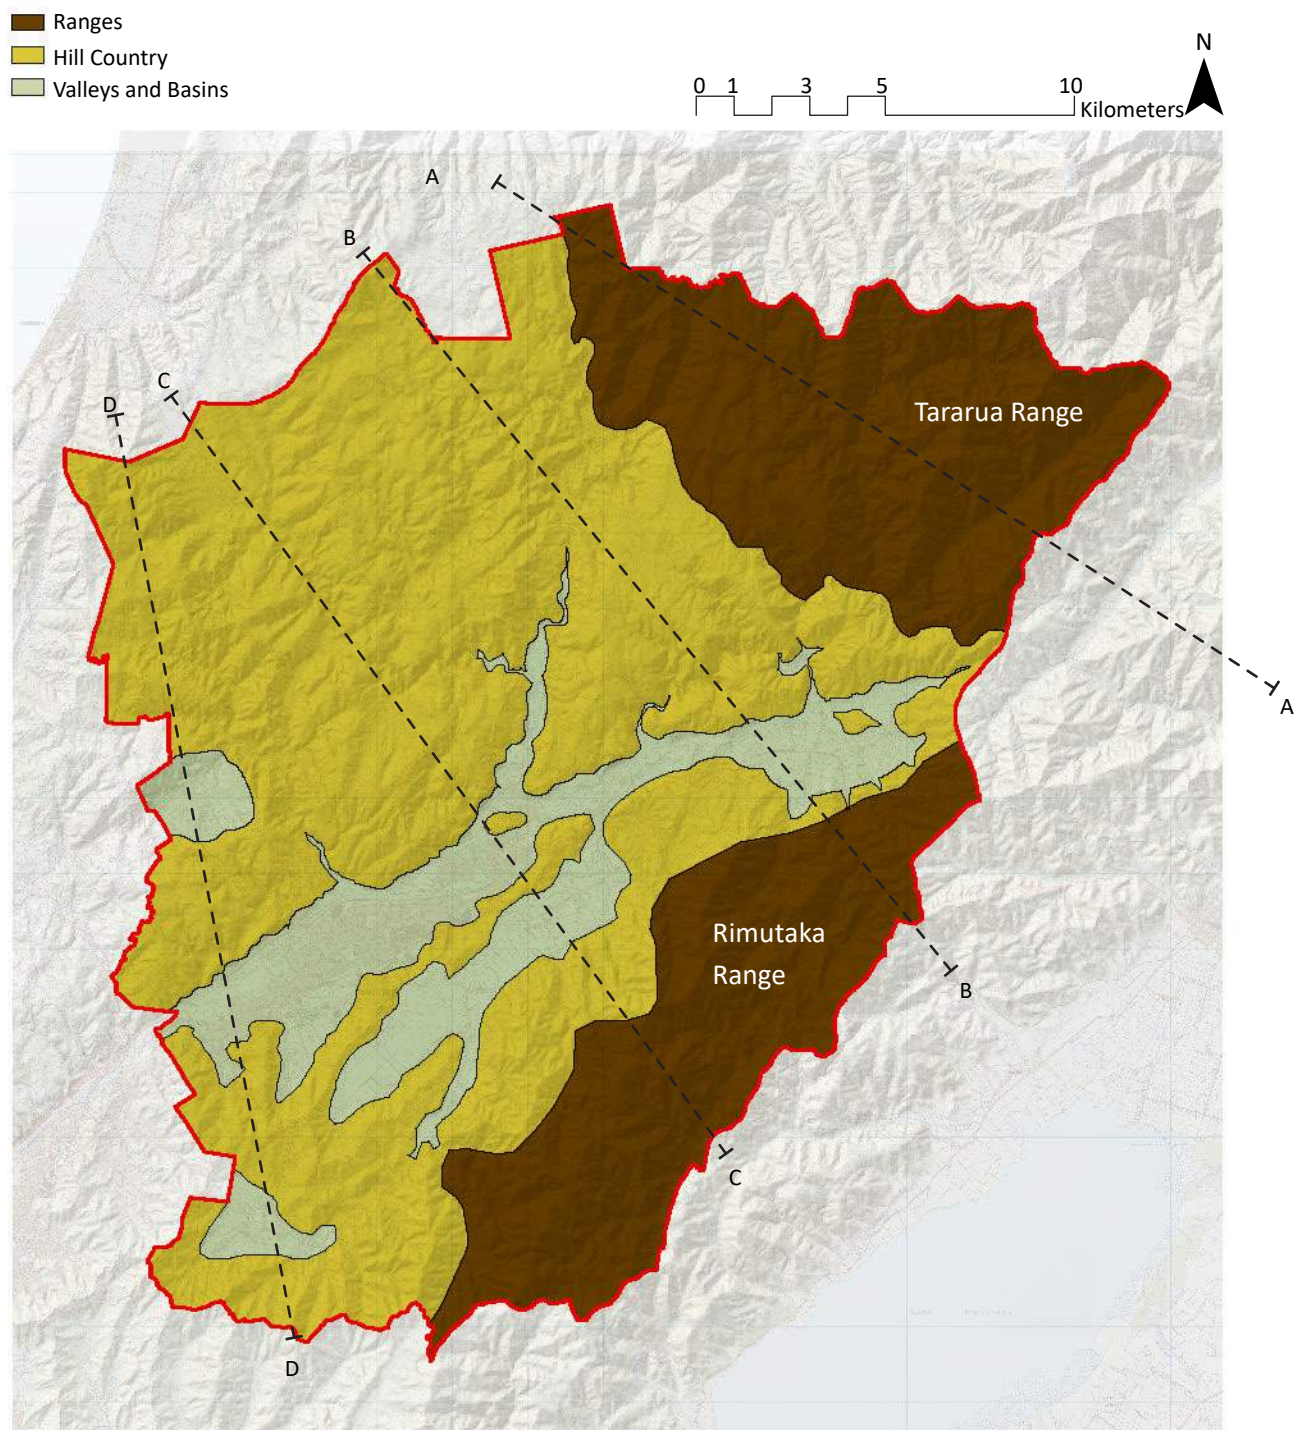 Ranges
Hill Country
Valleys and Basins
N
0 1 3 5 10
Kilometers
A
B
C
D
Tararua Range
A
Rimutaka
Range
B
C
D